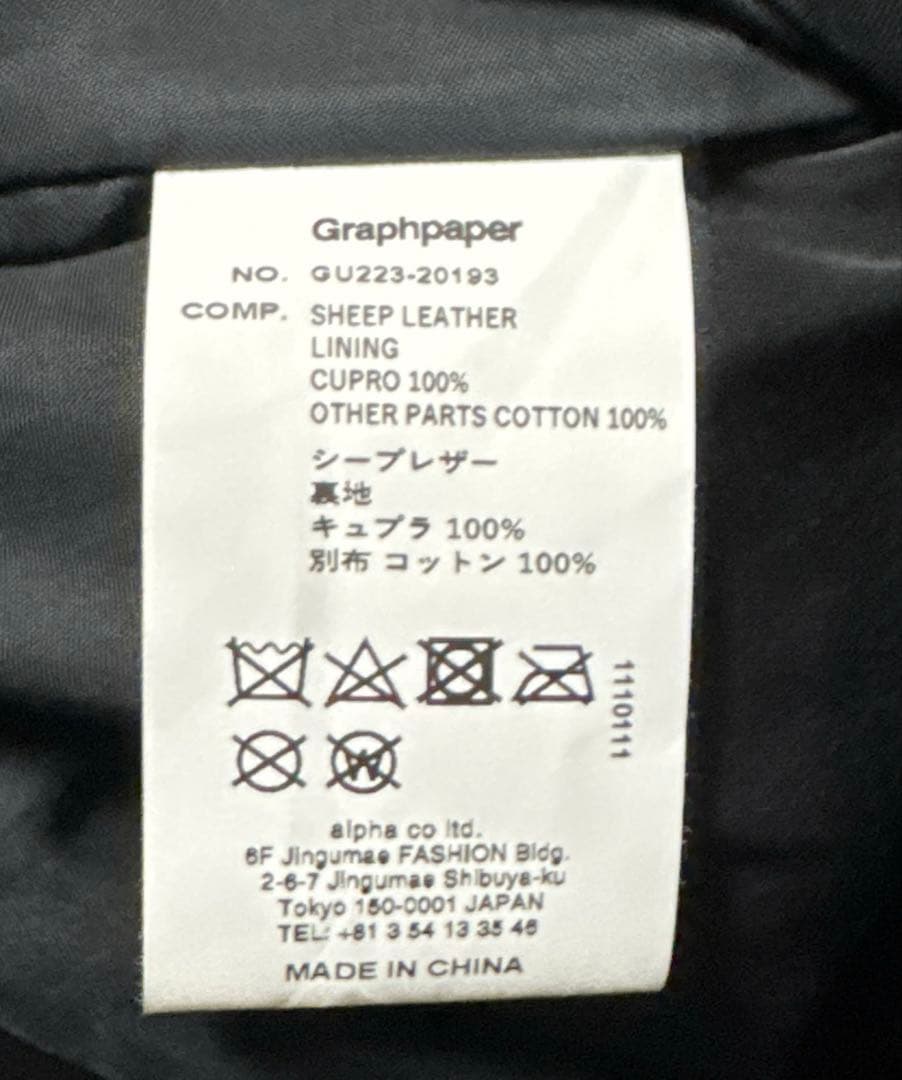 Graphpaper
NO. GU223-20193
COMP. SHEEP LEATHER
LINING
CUPRO 100%
OTHER PARTS COTTON 100%
シープレザー
裏地
キュプラ 100%
別布 コットン 100%
1110111
W
alpha co ltd.
6F Jingumae FASHION Bldg.
2-6-7 Jingumae Shibuya-ku
Tokyo 150-0001 JAPAN
TEL: +81 3 54 13 35 46
MADE IN CHINA